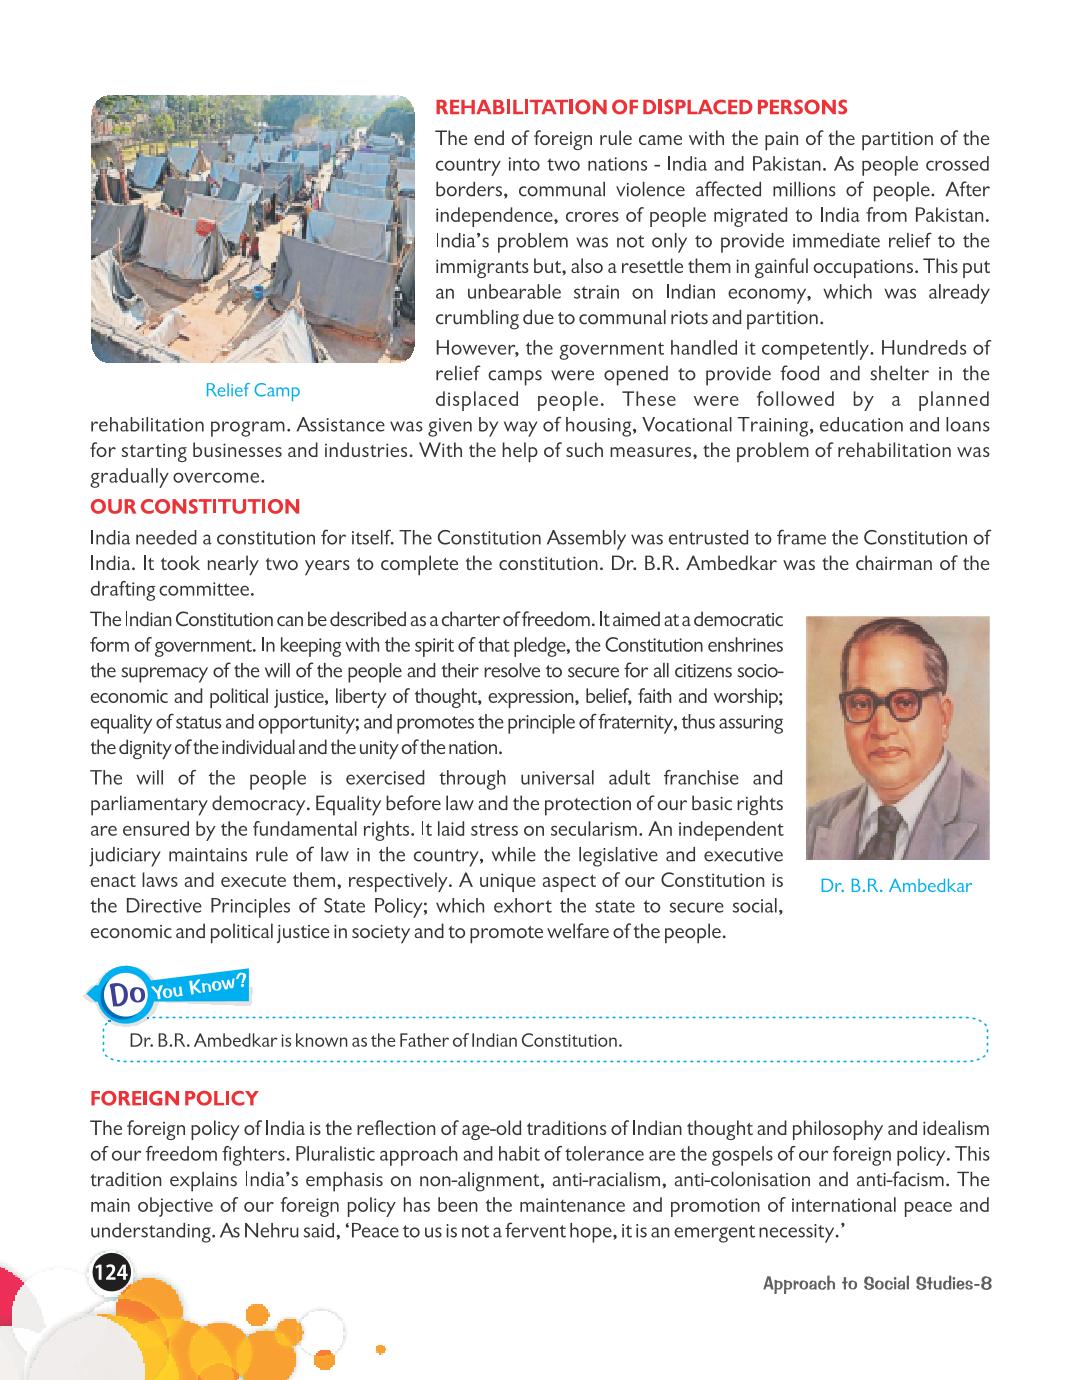 REHABILITATION OF DISPLACED PERSONS
The end of foreign rule came with the pain of the partition of the
country into two nations - India and Pakistan. As people crossed
borders, communal violence affected millions of people. After
independence, crores of people migrated to India from Pakistan.
India's problem was not only to provide immediate relief to the
immigrants but, also a resettle them in gainful occupations. This put
an unbearable strain on Indian economy, which was already
crumbling due to communal riots and partition.
However, the government handled it competently. Hundreds of
relief camps were opened to provide food and shelter in the
displaced people. These were followed by a planned
Relief Camp
rehabilitation program. Assistance was given by way of housing, Vocational Training, education and loans
for starting businesses and industries. With the help of such measures, the problem of rehabilitation was
gradually overcome.
OUR CONSTITUTION
India needed a constitution for itself. The Constitution Assembly was entrusted to frame the Constitution of
India. It took nearly two years to complete the constitution. Dr. B.R. Ambedkar was the chairman of the
drafting committee.
The Indian Constitution can be described as a charter of freedom. It aimed at a democratic
form of government. In keeping with the spirit of that pledge, the Constitution enshrines
the supremacy of the will of the people and their resolve to secure for all citizens socio-
economic and political justice, liberty of thought, expression, belief, faith and worship;
equality of status and opportunity; and promotes the principle of fraternity, thus assuring
the dignity of the individual and the unity of the nation.
The will of the people is exercised through universal adult franchise and
parliamentary democracy. Equality before law and the protection of our basic rights
are ensured by the fundamental rights. It laid stress on secularism. An independent
judiciary maintains rule of law in the country, while the legislative and executive
enact laws and execute them, respectively. A unique aspect of our Constitution is
the Directive Principles of State Policy; which exhort the state to secure social,
economic and political justice in society and to promote welfare of the people.
Dr. B.R. Ambedkar
Do You Know?
Dr. B.R. Ambedkar is known as the Father of Indian Constitution.
FOREIGN POLICY
The foreign policy of India is the reflection of age-old traditions of Indian thought and philosophy and idealism
of our freedom fighters. Pluralistic approach and habit of tolerance are the gospels of our foreign policy. This
tradition explains India's emphasis on non-alignment, anti-racialism, anti-colonisation and anti-facism. The
main objective of our foreign policy has been the maintenance and promotion of international peace and
understanding. As Nehru said, 'Peace to us is not a fervent hope, it is an emergent necessity.'
124
Approach to Social Studies-8